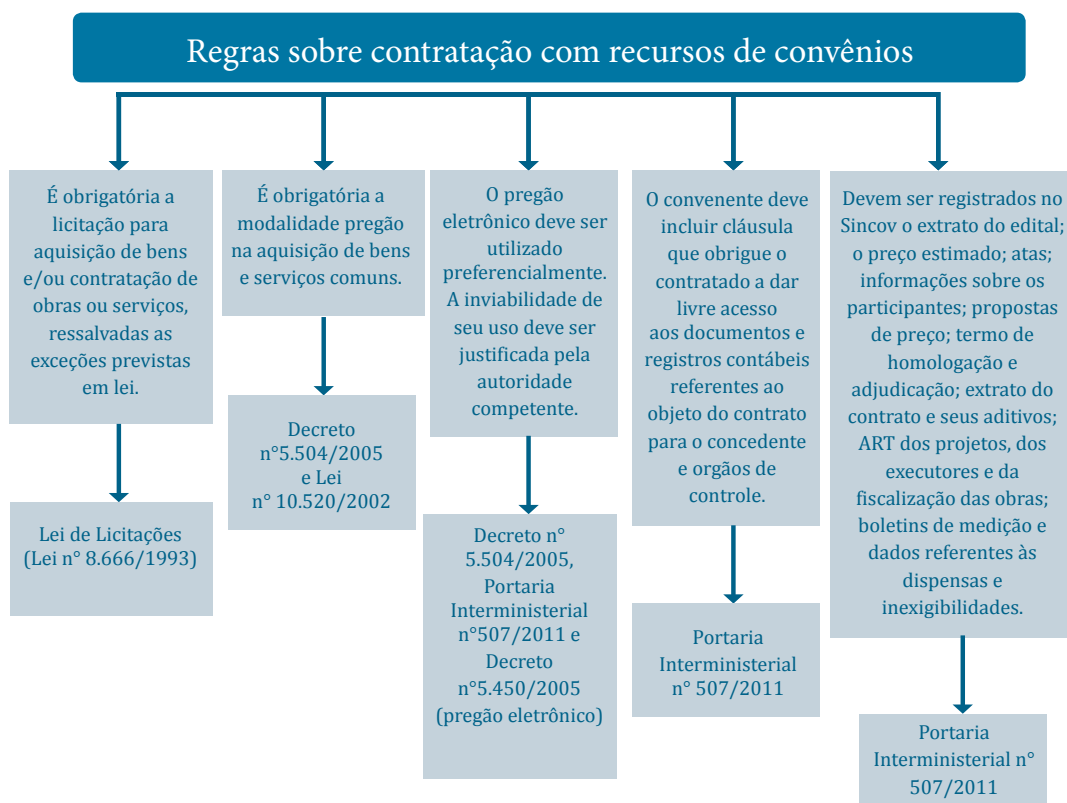 Regras sobre contratação com recursos de convênios
É obrigatória a
licitação para
aquisição de bens
e/ou contratação de
obras ou serviços,
ressalvadas as
exceções previstas
em lei.
Lei de Licitações
(Lei n° 8.666/1993)
É obrigatória a
modalidade pregão
na aquisição de bens
e serviços comuns.
Decreto
n°5.504/2005
e Lei
n° 10.520/2002
O pregão
eletrônico deve ser
utilizado
preferencialmente.
A inviabilidade de
seu uso deve ser
justificada pela
autoridade
competente.
Decreto n°
5.504/2005,
Portaria
Interministerial
n°507/2011 e
Decreto
n°5.450/2005
(pregão eletrônico)
O convenente deve
incluir cláusula
que obrigue o
contratado a dar
livre acesso
aos documentos e
registros contábeis
referentes ao
objeto do contrato
para o concedente
e orgãos de
controle.
Portaria
Interministerial
n° 507/2011
Devem ser registrados no
Sincov o extrato do edital;
o preço estimado; atas;
informações sobre os
participantes; propostas
de preço; termo de
homologação e
adjudicação; extrato do
contrato e seus aditivos;
ART dos projetos, dos
executores e da
fiscalização das obras;
boletins de medição e
dados referentes às
dispensas e
inexigibilidades.
Portaria
Interministerial n°
507/2011